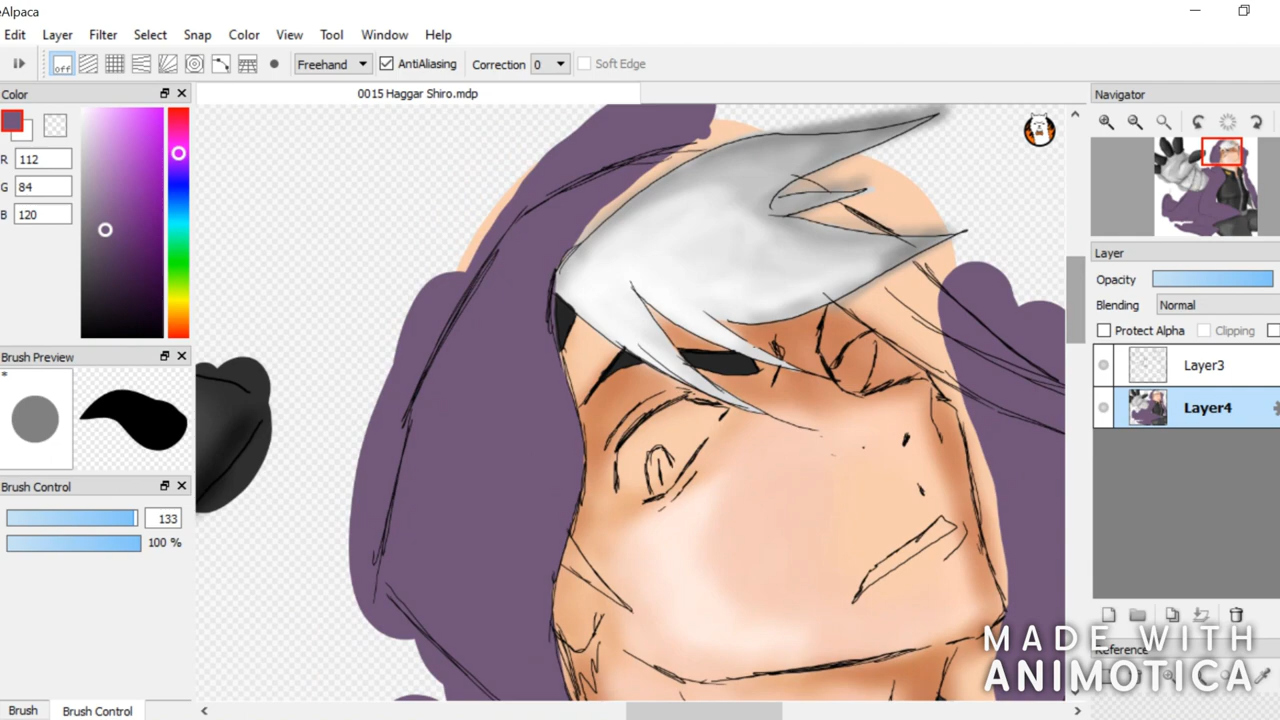 eAlpaca
Edit Layer Filter Select Snap Color View Tool Window Help
off Freehand AntiAliasing Correction 0 Soft Edge
Color
0015 Haggar Shiro.mdp
Navigator
R 112
G 84
B 120
Layer
Opacity
Blending Normal
Protect Alpha Clipping
Brush Preview
*
Layer3
Layer4
Brush Control
133
100 %
Reference
MADE WITH
ANIMOTICA
Brush Brush Control